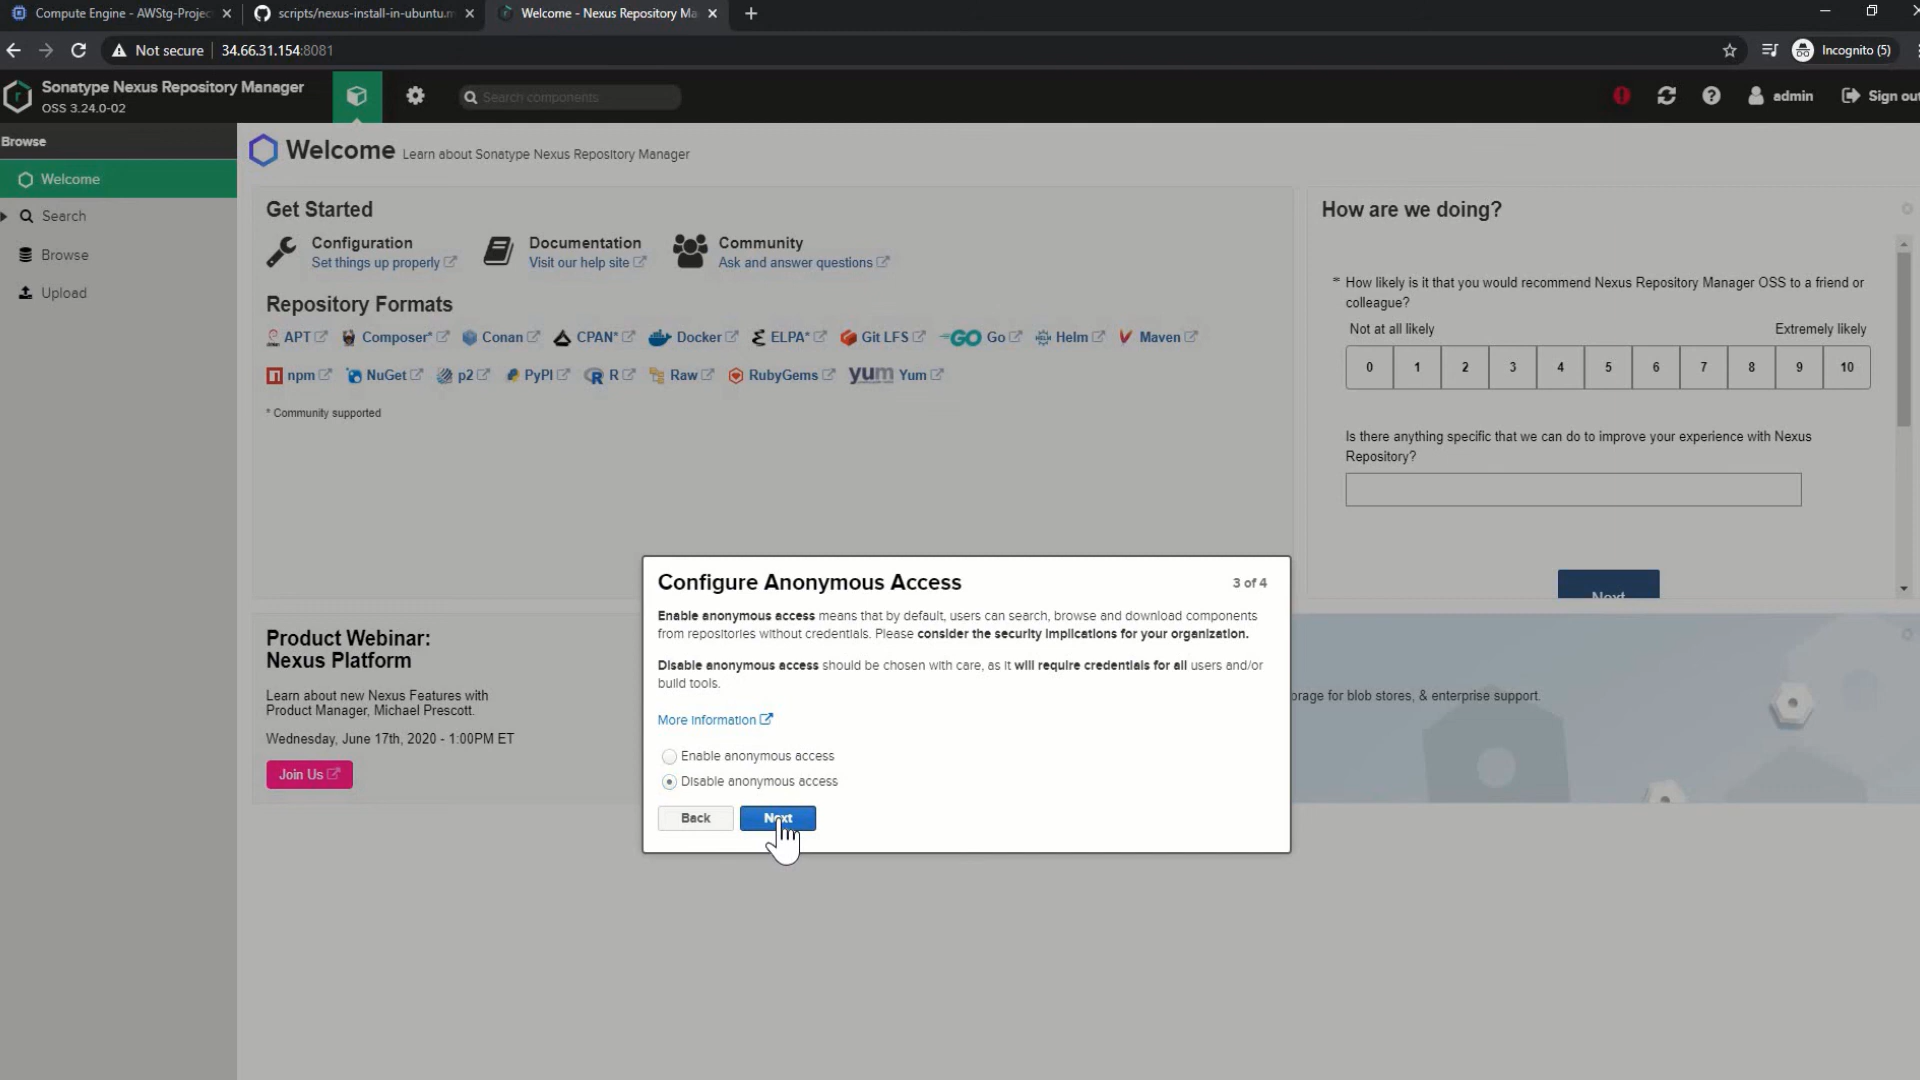 Compute Engine - AWStg-Projec
scripts/nexus-install-in-ubuntu.m
Welcome - Nexus Repository Ma
Not secure
34.66.31.154:8081
Incognito (5)
Sonatype Nexus Repository Manager
OSS 3.24.0-02
Search components
admin
Sign out
Browse
Welcome
Search
Browse
Upload
Welcome Learn about Sonatype Nexus Repository Manager
Get Started
Configuration
Set things up properly
Documentation
Visit our help site
Community
Ask and answer questions
Repository Formats
APT Composer* Conan CPAN* Docker ELPA* Git LFS GO Go Helm Maven
npm NuGet p2 PyPI R Raw RubyGems yum Yum
* Community supported
How are we doing?
* How likely is it that you would recommend Nexus Repository Manager OSS to a friend or
colleague?
Not at all likely Extremely likely
0 1 2 3 4 5 6 7 8 9 10
Is there anything specific that we can do to improve your experience with Nexus
Repository?
Next
Configure Anonymous Access
3 of 4
Enable anonymous access means that by default, users can search, browse and download components
from repositories without credentials. Please consider the security implications for your organization.
Disable anonymous access should be chosen with care, as it will require credentials for all users and/or
build tools.
More information
Enable anonymous access
Disable anonymous access
Back
Next
Product Webinar:
Nexus Platform
Learn about new Nexus Features with
Product Manager, Michael Prescott.
Wednesday, June 17th, 2020 - 1:00PM ET
Join Us
orage for blob stores, & enterprise support.